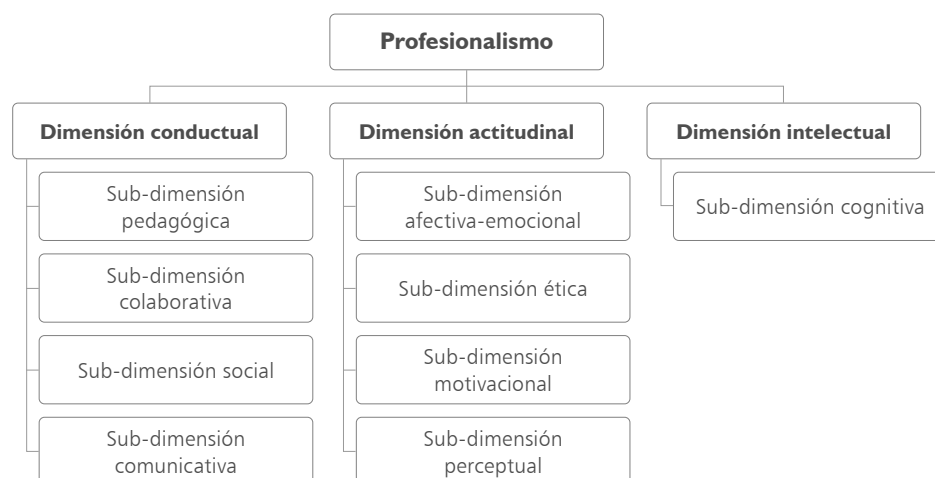 Profesionalismo
Dimensión conductual
Sub-dimensión
pedagógica
Sub-dimensión
colaborativa
Sub-dimensión social
Sub-dimensión
comunicativa
Dimensión actitudinal
Sub-dimensión
afectiva-emocional
Sub-dimensión ética
Sub-dimensión
motivacional
Sub-dimensión
perceptual
Dimensión intelectual
Sub-dimensión cognitiva